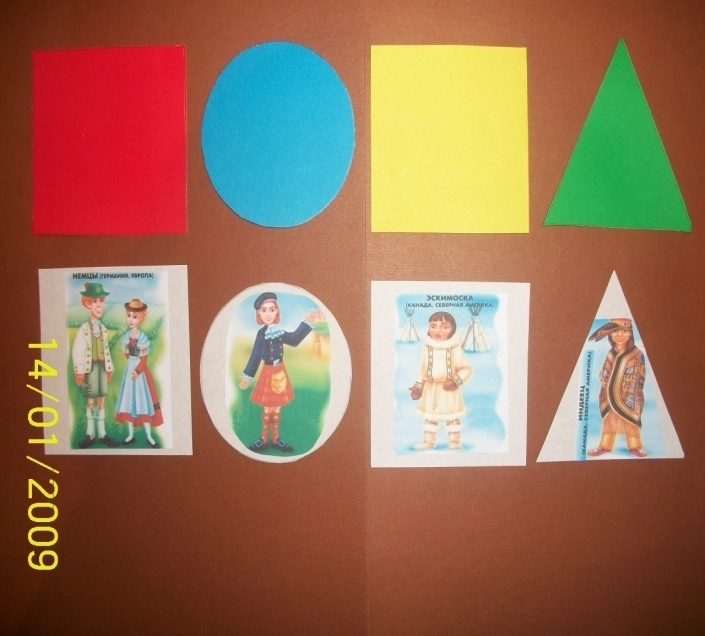 НЕМЦЫ (ГЕРМАНИЯ, ЕВРОПА)
ЭСКИМОСКА
(КАНАДА, СЕВЕРНАЯ АМЕРИКА)
ИНДЕЕЦ
(КАНАДА, СЕВЕРНАЯ АМЕРИКА)
14/01/2009